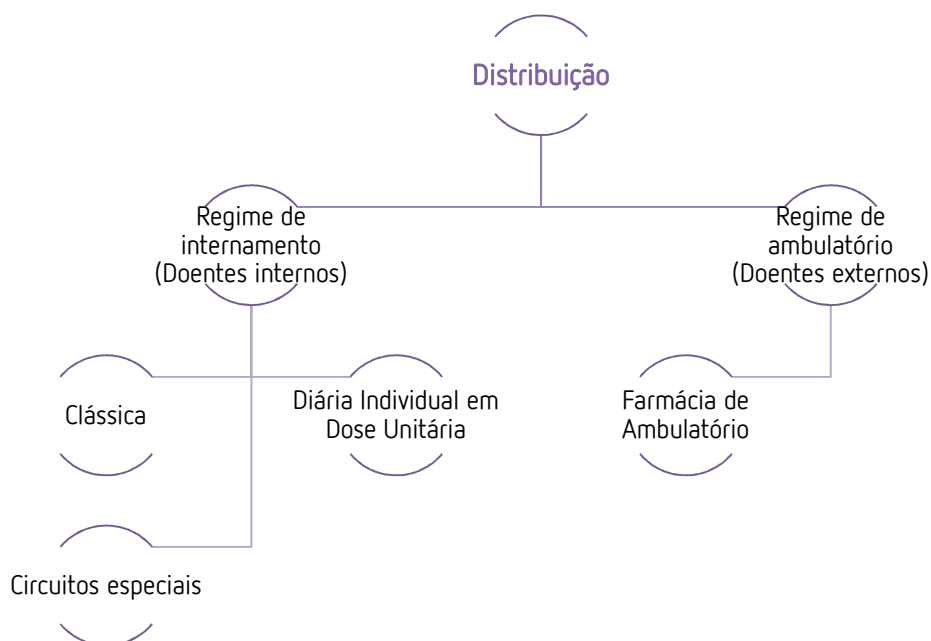 Distribuição
Regime de
internamento
(Doentes internos)
Regime de
ambulatório
(Doentes externos)
Clássica
Diária Individual em
Dose Unitária
Farmácia de
Ambulatório
Circuitos especiais